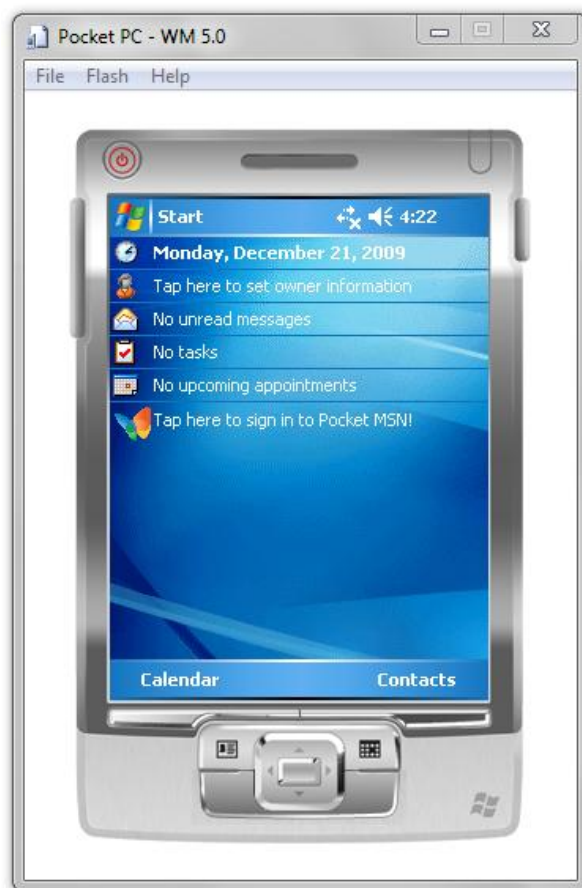 Pocket PC - WM 5.0
File Flash Help
Start 4:22
Monday, December 21, 2009
Tap here to set owner information
No unread messages
No tasks
No upcoming appointments
Tap here to sign in to Pocket MSN!
Calendar Contacts